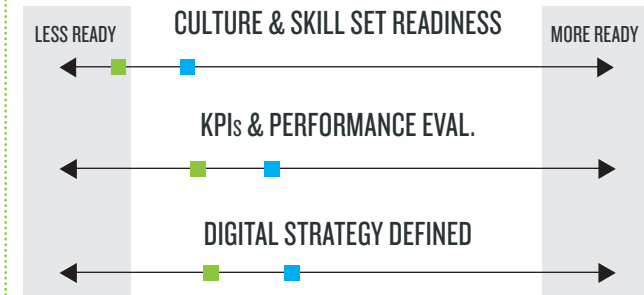 CULTURE & SKILL SET READINESS
LESS READY
MORE READY
KPIs & PERFORMANCE EVAL.
DIGITAL STRATEGY DEFINED